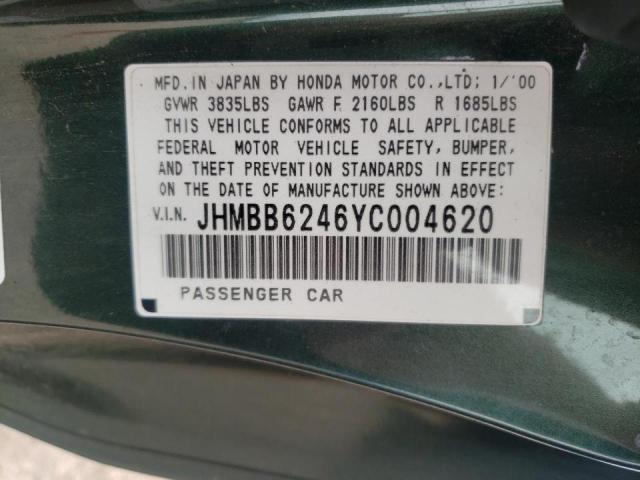 MFD. IN JAPAN BY HONDA MOTOR CO.,LTD; 1/'00
GVWR 3835LBS GAWR F 2160LBS R 1685LBS
THIS VEHICLE CONFORMS TO ALL APPLICABLE
FEDERAL MOTOR VEHICLE SAFETY, BUMPER,
AND THEFT PREVENTION STANDARDS IN EFFECT
ON THE DATE OF MANUFACTURE SHOWN ABOVE:
V.I.N. JHMBB6246YC004620
PASSENGER CAR